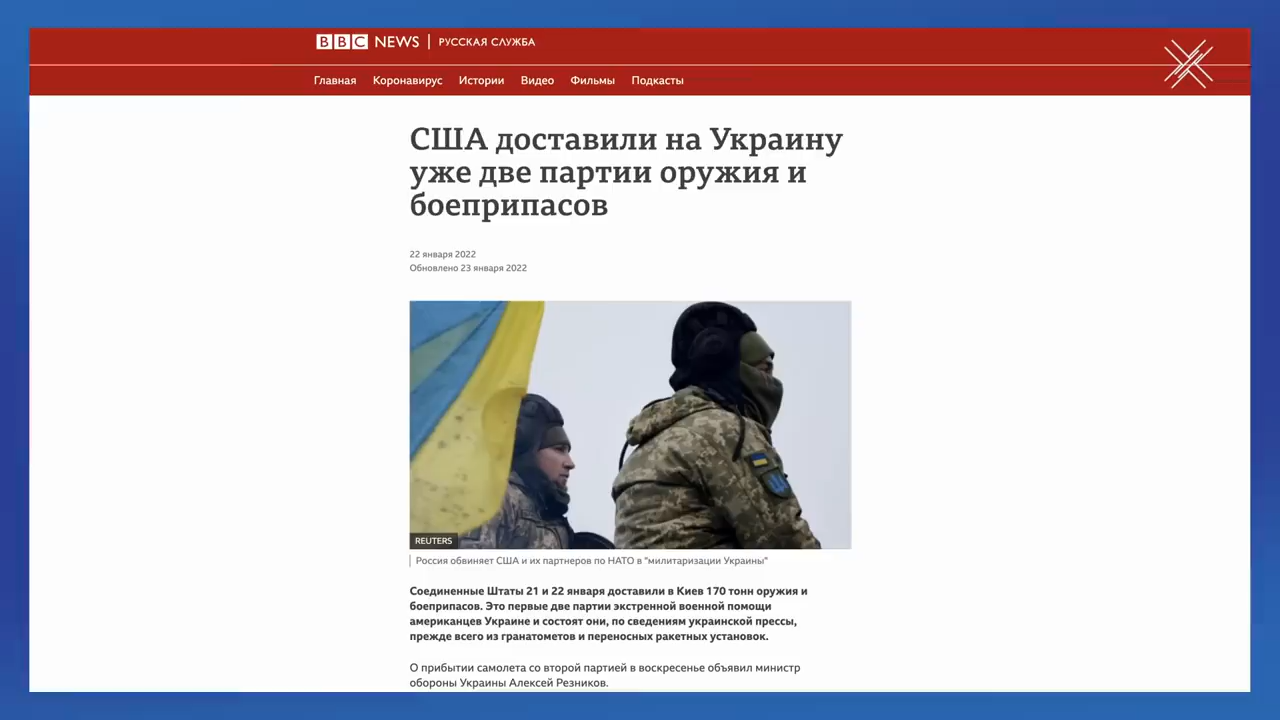 BBC NEWS | РУССКАЯ СЛУЖБА
Главная Коронавирус Истории Видео Фильмы Подкасты
США доставили на Украину
уже две партии оружия и
боеприпасов
22 января 2022
Обновлено 23 января 2022
REUTERS
Россия обвиняет США и их партнеров по НАТО в "милитаризации Украины"
Соединенные Штаты 21 и 22 января доставили в Киев 170 тонн оружия и
боеприпасов. Это первые две партии экстренной военной помощи
американцев Украине и состоят они, по сведениям украинской прессы,
прежде всего из гранатометов и переносных ракетных установок.
О прибытии самолета со второй партией в воскресенье объявил министр
обороны Украины Алексей Резников.